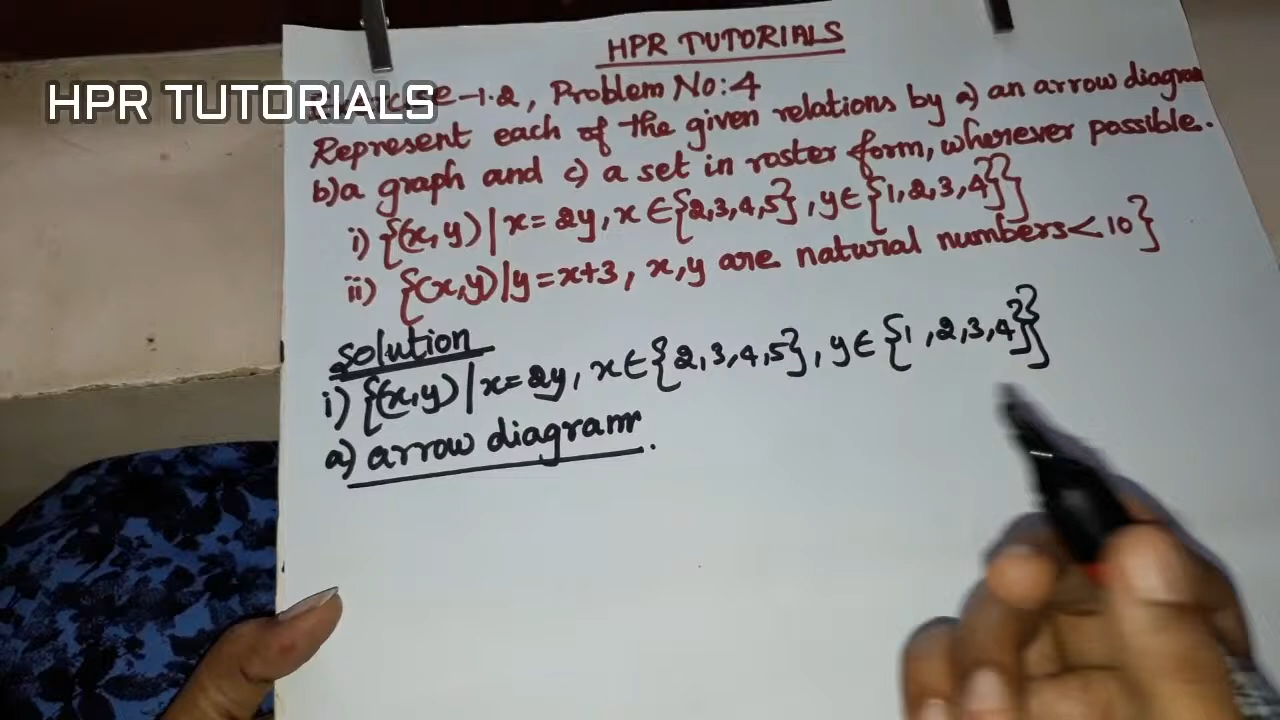 HPR TUTORIALS
HPR TUTORIALS
Exercise-1.2, Problem No:4
Represent each of the given relations by a) an arrow diagram
b) a graph and c) a set in roster form, wherever possible.
i) {(x,y) | x=2y, x∈{2,3,4,5}, y∈{1,2,3,4}}
ii) {(x,y) | y=x+3, x,y are natural numbers<10}
solution
i) {(x,y) | x=2y, x∈{2,3,4,5}, y∈{1,2,3,4}}
a) arrow diagram.